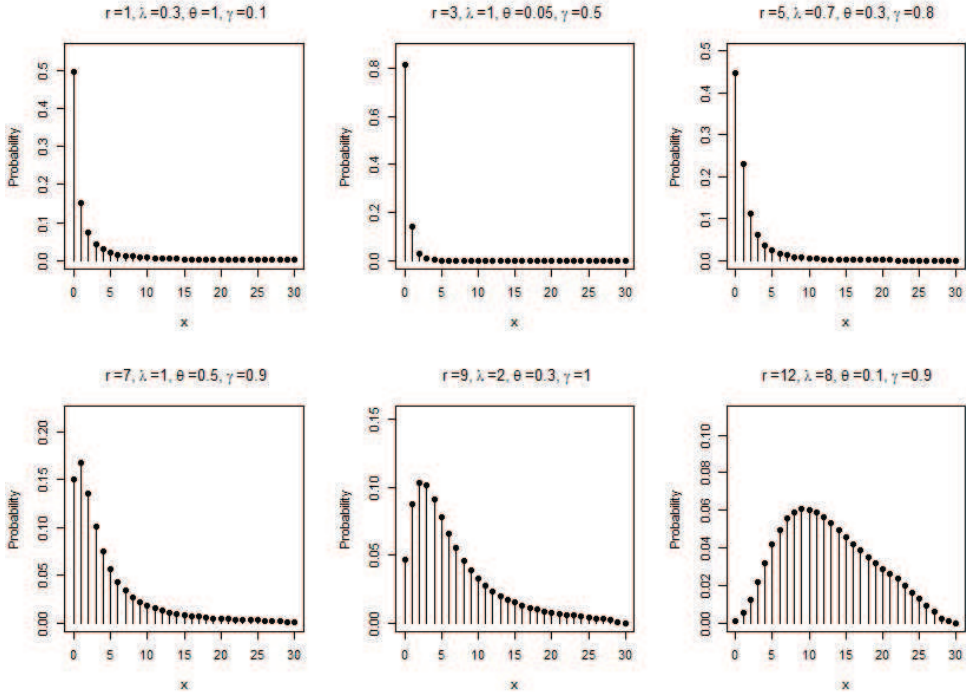 r=1, λ=0.3, θ=1, γ=0.1
r=3, λ=1, θ=0.05, γ=0.5
r=5, λ=0.7, θ=0.3, γ=0.8
Probability
0.0 0.1 0.2 0.3 0.4 0.5
0 5 10 15 20 25 30
x
Probability
0.0 0.2 0.4 0.6 0.8
0 5 10 15 20 25 30
x
Probability
0.0 0.1 0.2 0.3 0.4 0.5
0 5 10 15 20 25 30
x
r=7, λ=1, θ=0.5, γ=0.9
r=9, λ=2, θ=0.3, γ=1
r=12, λ=8, θ=0.1, γ=0.9
Probability
0.00 0.05 0.10 0.15 0.20
0 5 10 15 20 25 30
x
Probability
0.00 0.05 0.10 0.15
0 5 10 15 20 25 30
x
Probability
0.00 0.02 0.04 0.06 0.08 0.10
0 5 10 15 20 25 30
x